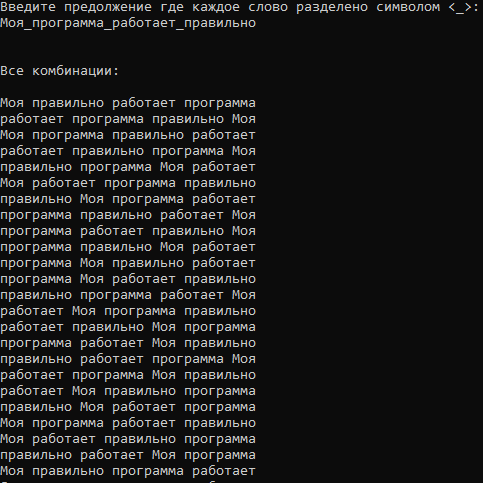 Введите предолжение где каждое слово разделено символом <_>:
Моя_программа_работает_правильно
Все комбинации:
Моя правильно работает программа
работает программа правильно Моя
Моя программа правильно работает
работает правильно программа Моя
правильно программа Моя работает
Моя работает программа правильно
правильно Моя программа работает
программа правильно работает Моя
программа работает правильно Моя
программа правильно Моя работает
программа Моя правильно работает
программа Моя работает правильно
правильно программа работает Моя
работает Моя программа правильно
работает правильно Моя программа
программа работает Моя правильно
правильно работает программа Моя
работает программа Моя правильно
работает Моя правильно программа
правильно Моя работает программа
Моя программа работает правильно
Моя работает правильно программа
правильно работает Моя программа
Моя правильно программа работает